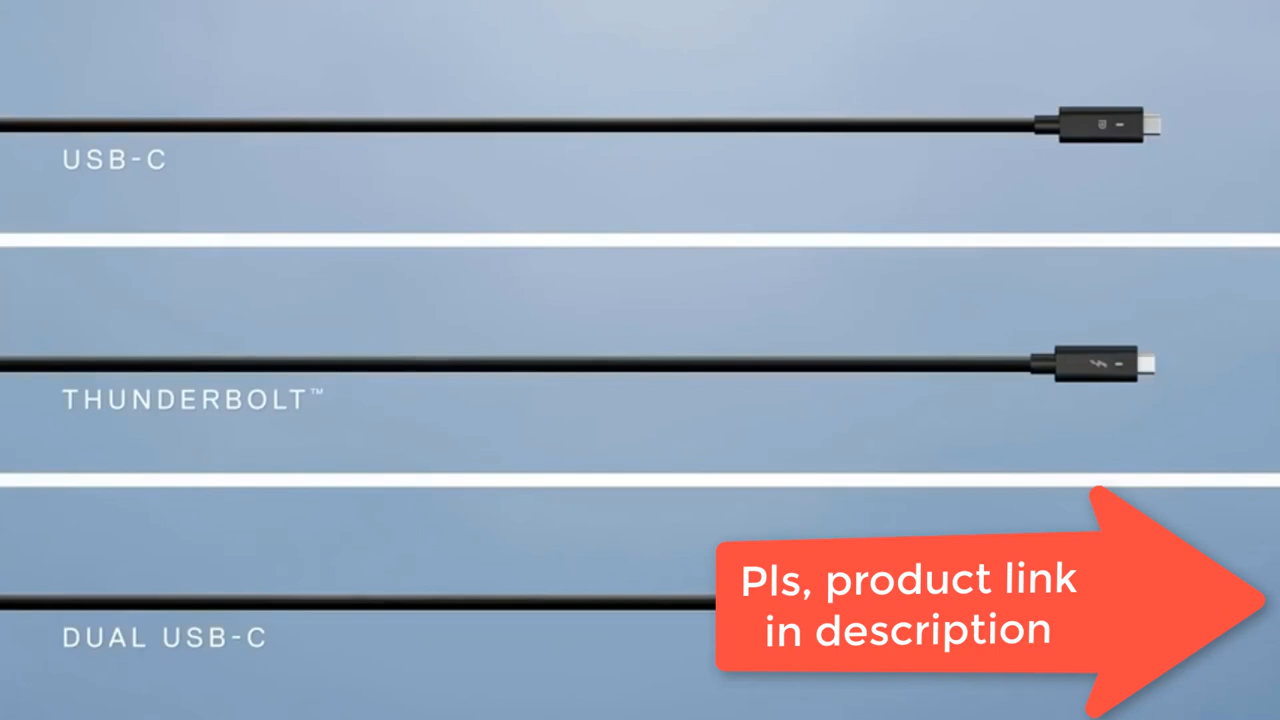 USB-C
THUNDERBOLT™
DUAL USB-C
Pls, product link
in description